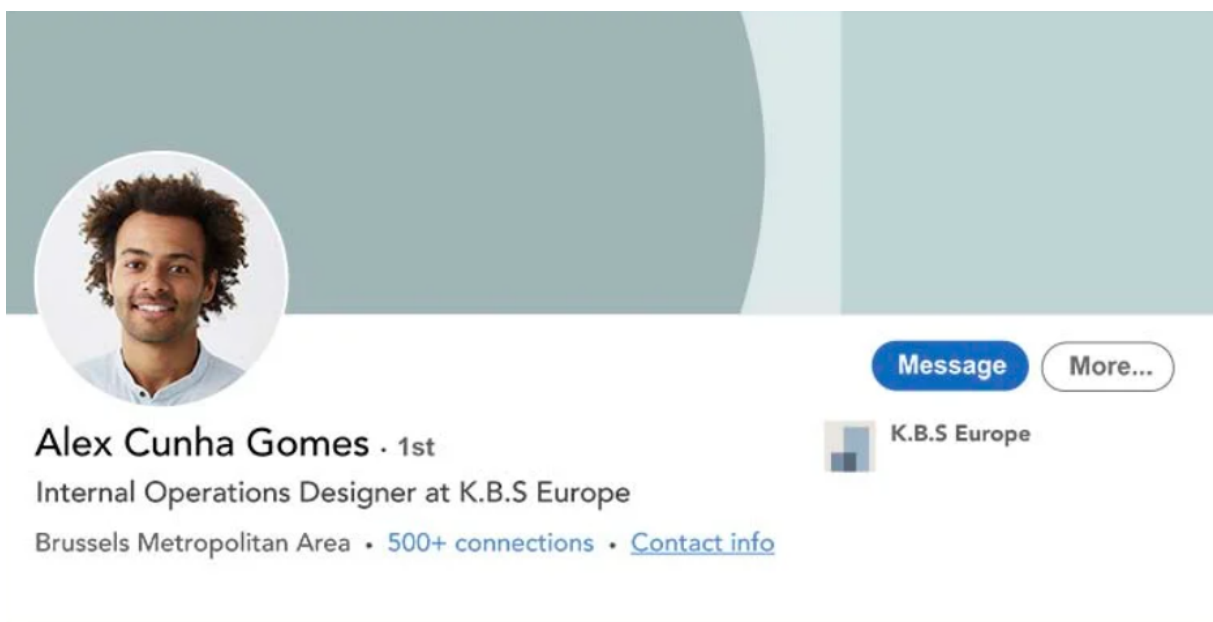 Message
More...
Alex Cunha Gomes · 1st
K.B.S Europe
Internal Operations Designer at K.B.S Europe
Brussels Metropolitan Area • 500+ connections • Contact info